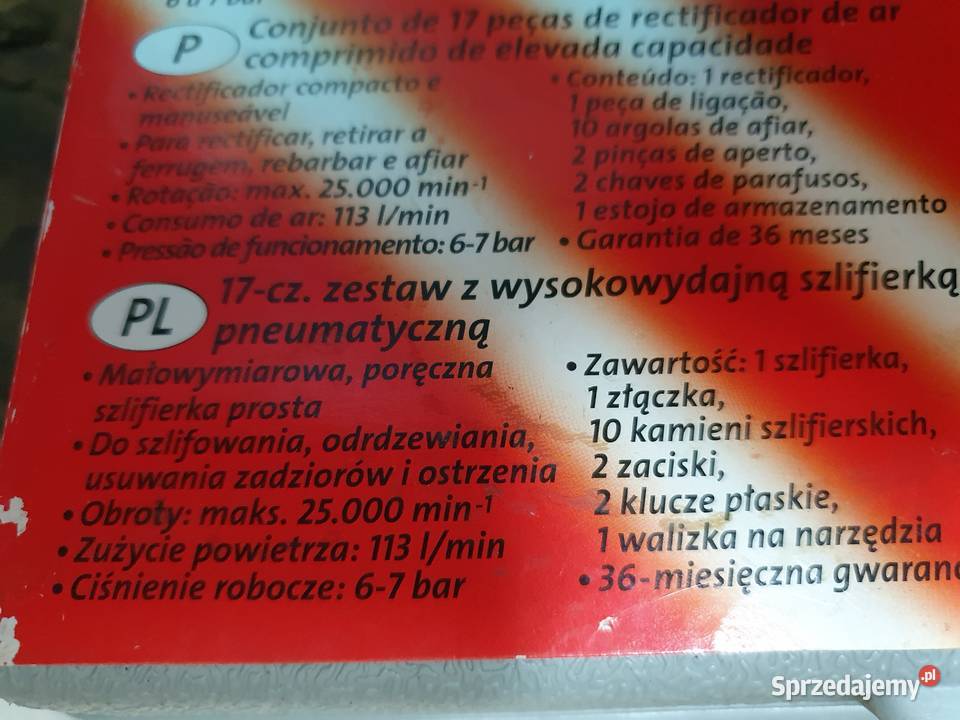 6 a 7 bar
P
Conjunto de 17 peças de rectificador de ar
comprimido de elevada capacidade
• Rectificador compacto e
manuseável
• Para rectificar, retirar a
ferrugem, rebarbar e afiar
• Rotação: max. 25.000 min-1
• Consumo de ar: 113 l/min
• Pressão de funcionamento: 6-7 bar
• Conteúdo: 1 rectificador,
1 peça de ligação,
10 argolas de afiar,
2 pinças de aperto,
2 chaves de parafusos,
1 estojo de armazenamento
• Garantia de 36 meses
PL
17-cz. zestaw z wysokowydajną szlifierką
pneumatyczną
• Małowymiarowa, poręczna
szlifierka prosta
• Do szlifowania, odrdzewiania,
usuwania zadziorów i ostrzenia
• Obroty: maks. 25.000 min-1
• Zużycie powietrza: 113 l/min
• Ciśnienie robocze: 6-7 bar
• Zawartość: 1 szlifierka,
1 złączka,
10 kamieni szlifierskich,
2 zaciski,
2 klucze płaskie,
1 walizka na narzędzia
• 36-miesięczna gwaranc
Sprzedajemy.pl